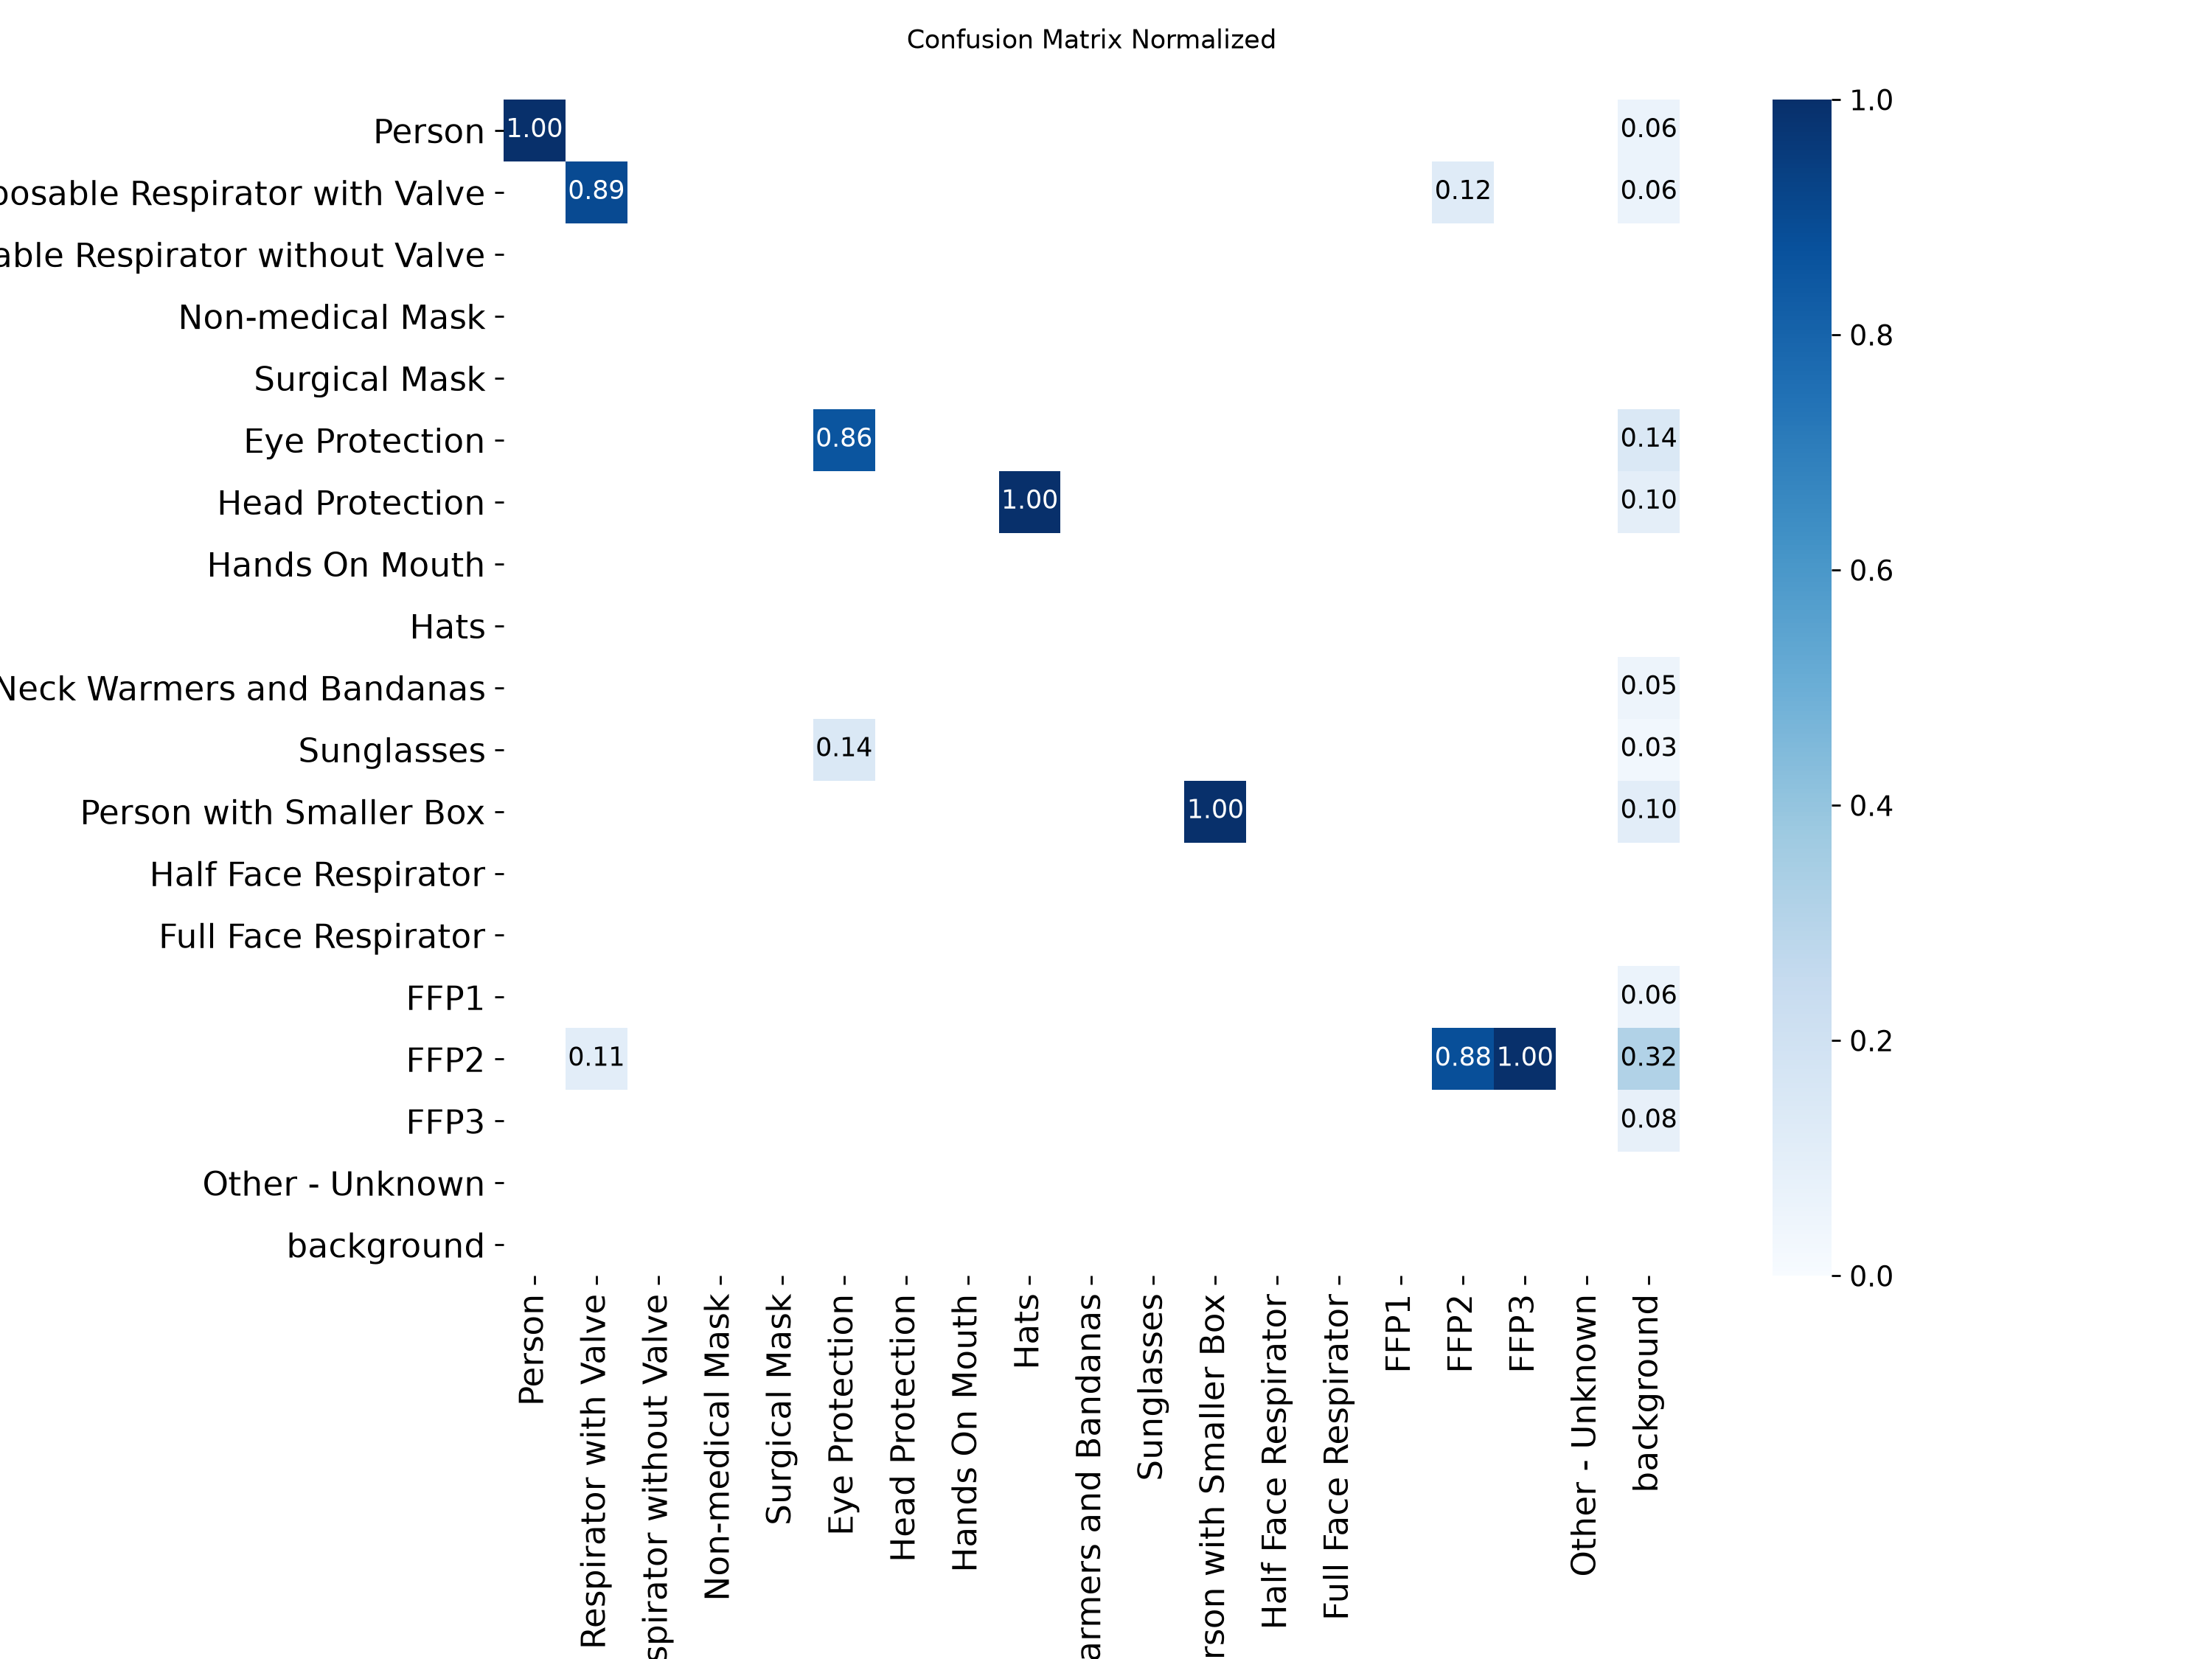 Confusion Matrix Normalized
Person 1.00 0.06
Respirator with Valve 0.89 0.12 0.06
Respirator without Valve
Non-medical Mask
Surgical Mask
Eye Protection 0.86 0.14
Head Protection 1.00 0.10
Hands On Mouth
Hats
Neck Warmers and Bandanas 0.05
Sunglasses 0.14 0.03
Person with Smaller Box 1.00 0.10
Half Face Respirator
Full Face Respirator
FFP1 0.06
FFP2 0.11 0.88 1.00 0.32
FFP3 0.08
Other - Unknown
background
Person
Respirator with Valve
without Valve
Non-medical Mask
Surgical Mask
Eye Protection
Head Protection
Hands On Mouth
Hats
and Bandanas
Sunglasses
with Smaller Box
Half Face Respirator
Full Face Respirator
FFP1
FFP2
FFP3
Other - Unknown
background
1.0
0.8
0.6
0.4
0.2
0.0